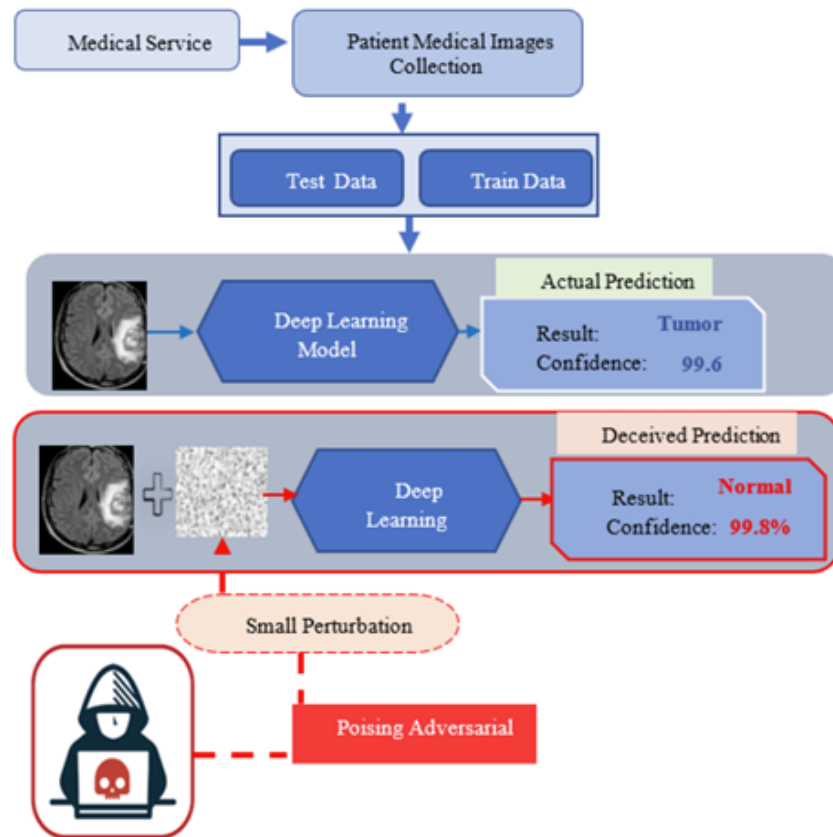 Medical Service
Patient Medical Images
Collection
Test Data
Train Data
Actual Prediction
Deep Learning
Model
Result: Tumor
Confidence: 99.6
Deceived Prediction
Deep
Learning
Result: Normal
Confidence: 99.8%
Small Perturbation
Poising Adversarial